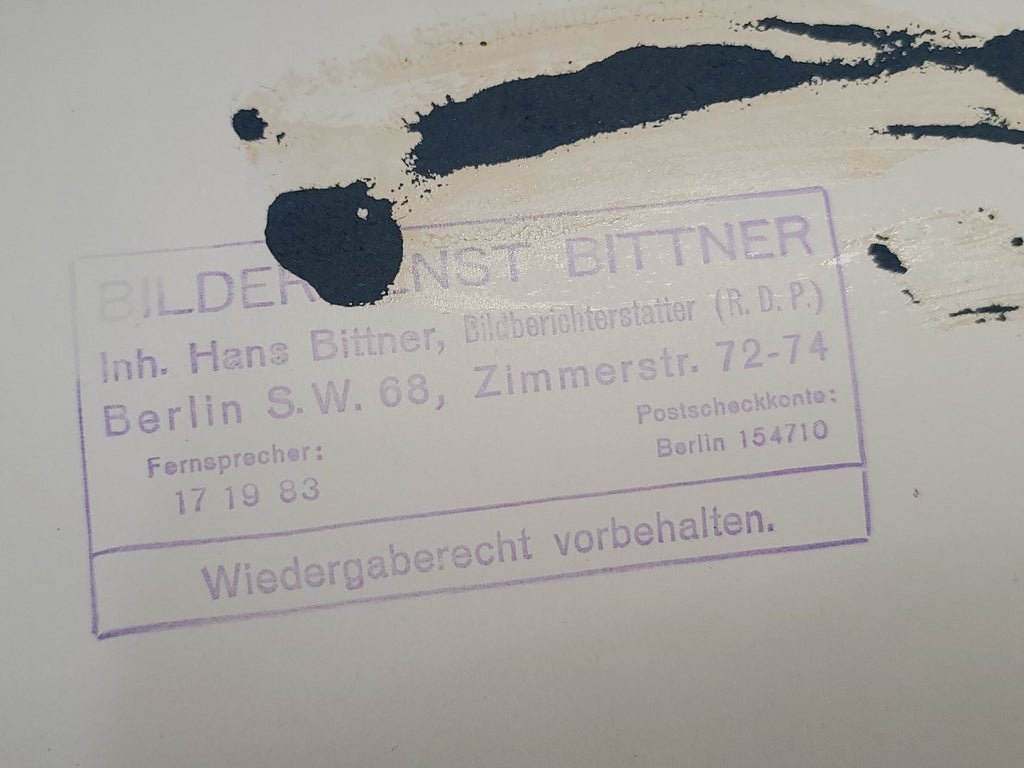 BILDERDIENST BITTNER
Inh. Hans Bittner, Bildberichterstatter (R. D. P.)
Berlin S. W. 68, Zimmerstr. 72-74
Fernsprecher:
17 19 83
Postscheckkonto:
Berlin 154710
Wiedergaberecht vorbehalten.